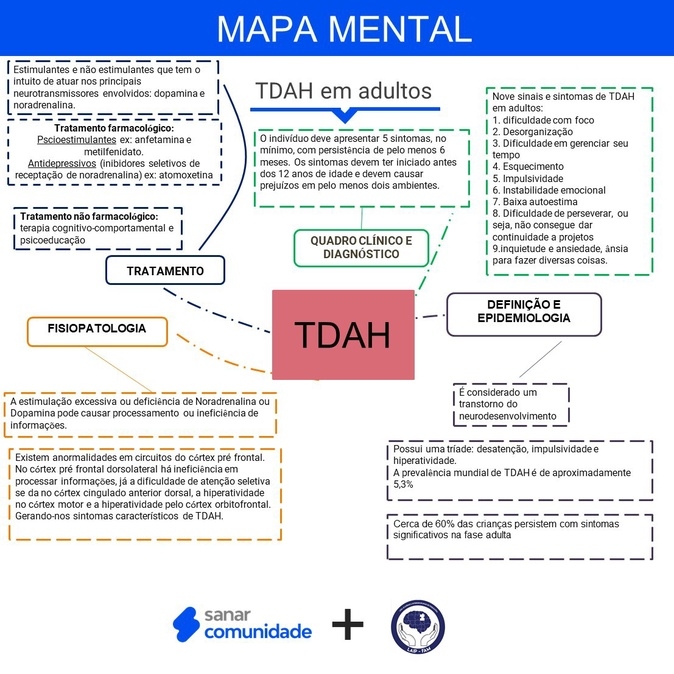 MAPA MENTAL
Estimulantes e não estimulantes que tem o
intuito de atuar nos principais
neurotransmissores envolvidos: dopamina e
noradrenalina.
Tratamento farmacológico:
Pscioestimulantes ex: anfetamina e
metilfenidato.
Antidepressivos (inibidores seletivos de
receptação de noradrenalina) ex: atomoxetina
Tratamento não farmacológico:
terapia cognitivo-comportamental e
psicoeducação.
TRATAMENTO
TDAH em adultos
O indivíduo deve apresentar 5 sintomas, no
mínimo, com persistência de pelo menos 6
meses. Os sintomas devem ter iniciado antes
dos 12 anos de idade e devem causar
prejuízos em pelo menos dois ambientes.
QUADRO CLÍNICO E
DIAGNÓSTICO
Nove sinais e sintomas de TDAH
em adultos:
1. dificuldade com foco
2. Desorganização
3. Dificuldade em gerenciar seu
tempo
4. Esquecimento
5. Impulsividade
6. Instabilidade emocional
7. Baixa autoestima
8. Dificuldade de perseverar, ou
seja, não consegue dar
continuidade a projetos
9.inquietude e ansiedade, ânsia
para fazer diversas coisas.
TDAH
DEFINIÇÃO E
EPIDEMIOLOGIA
É considerado um
transtorno do
neurodesenvolvimento
Possui uma tríade: desatenção, impulsividade e
hiperatividade.
A prevalência mundial de TDAH é de aproximadamente
5,3%
Cerca de 60% das crianças persistem com sintomas
significativos na fase adulta
FISIOPATOLOGIA
A estimulação excessiva ou deficiência de Noradrenalina ou
Dopamina pode causar processamento ou ineficiência de
informações.
Existem anormalidades em circuitos do córtex pré frontal.
No córtex pré frontal dorsolateral há ineficiência em
processar informações, já a dificuldade de atenção seletiva
se da no córtex cingulado anterior dorsal, a hiperatividade
no córtex motor e a hiperatividade pelo córtex orbitofrontal.
Gerando-nos sintomas característicos de TDAH.
sanar
comunidade
+
LAIP - FAM